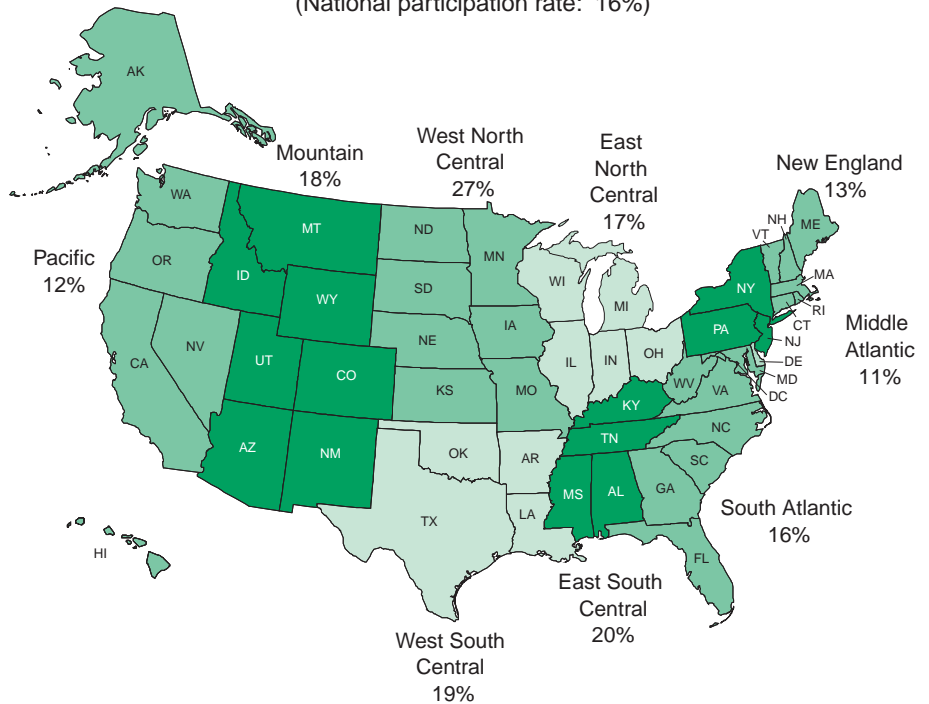 (National participation rate: 16%)
AK
Mountain
18%
West North
Central
27%
East
North
Central
17%
New England
13%
Pacific
12%
Middle
Atlantic
11%
South Atlantic
16%
East South
Central
20%
West South
Central
19%
WA
OR
CA
NV
ID
MT
WY
UT
CO
AZ
NM
ND
SD
NE
KS
MN
IA
MO
WI
MI
IL
IN
OH
OK
AR
TX
LA
KY
TN
MS
AL
NY
PA
NJ
VT
NH
ME
MA
RI
CT
DE
MD
DC
WV
VA
NC
SC
GA
FL
HI